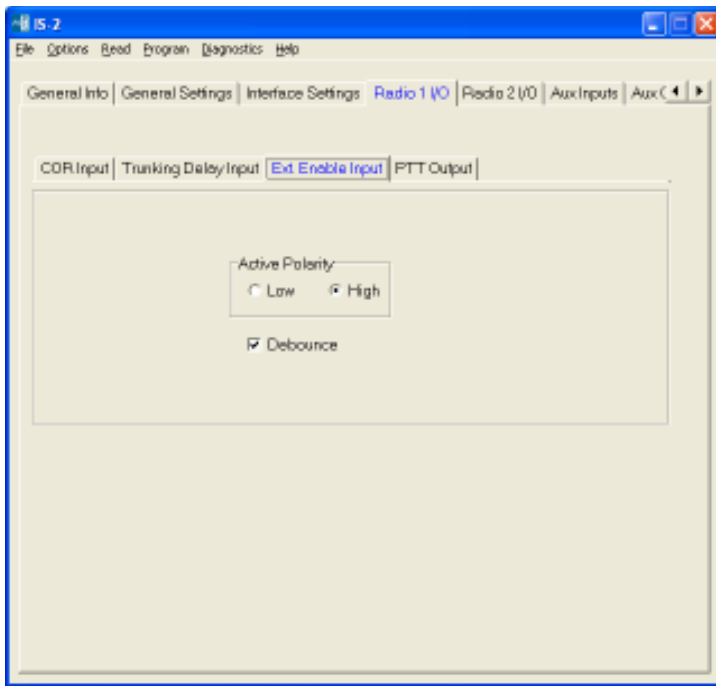 IS-2
File Options Read Program Diagnostics Help
General Info General Settings Interface Settings Radio 1 I/O Radio 2 I/O Aux Inputs Aux
COR Input Trunking Delay Input Ext. Enable Input PTT Output
Active Polarity
Low High
Debounce